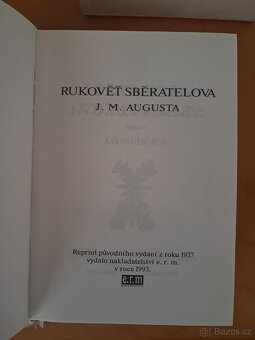 RUKOVĚŤ SBĚRATELOVA
J. M. AUGUSTA
Reprint původního vydání z roku 1927
vydalo nakladatelství e. r. m.
v roce 1993.
e.r.m
Bazos.cz